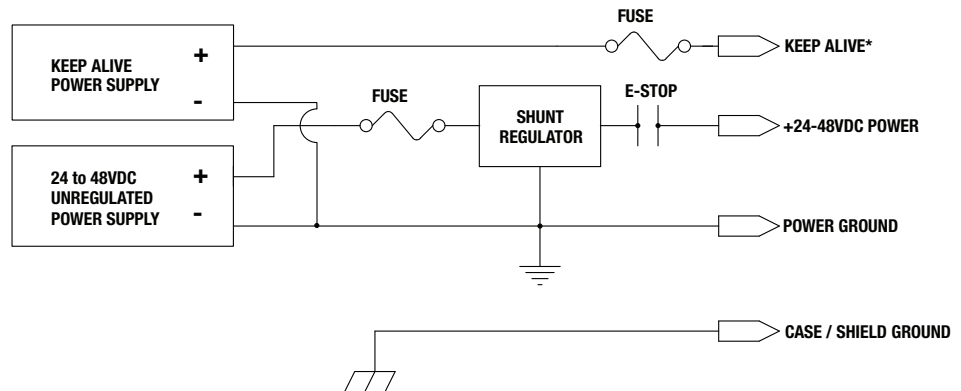 FUSE
KEEP ALIVE*
KEEP ALIVE
POWER SUPPLY
+
-
FUSE
SHUNT
REGULATOR
E-STOP
+24-48VDC POWER
24 to 48VDC
UNREGULATED
POWER SUPPLY
+
-
POWER GROUND
CASE / SHIELD GROUND